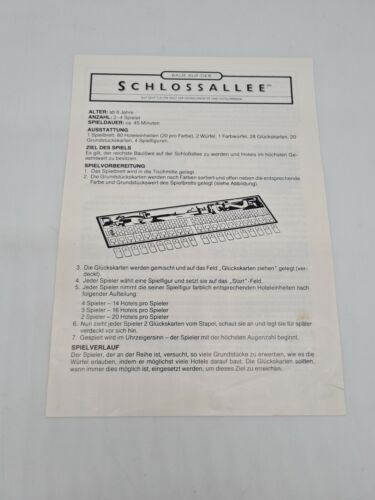 BAUE AUF DER
SCHLOSSALLEE™
ALTER: ab 8 Jahre
ANZAHL: 2–4 Spieler
SPIELDAUER: ca. 45 Minuten
AUSSTATTUNG
1 Spielbrett, 80 Hoteleinheiten (20 pro Farbe), 2 Würfel, 1 Farbwürfel, 28 Glückskarten, 20
Grundstückskarten, 4 Spielfiguren.
ZIEL DES SPIELS
Es gilt, der reichste Baulöwe auf der Schloßallee zu werden und Hotels im höchsten Ge-
samtwert zu besitzen.
SPIELVORBEREITUNG
1. Das Spielbrett wird in die Tischmitte gelegt.
2. Die Grundstückskarten werden nach Farben sortiert und offen neben die entsprechende
Farbe und Grundstückswert des Spielbretts gelegt (siehe Abbildung).
3. Die Glückskarten werden gemischt und auf das Feld „Glückskarten ziehen" gelegt (ver-
deckt).
4. Jeder Spieler wählt eine Spielfigur und setzt sie auf das „Start"-Feld.
5. Jeder Spieler nimmt die seiner Spielfigur farblich entsprechenden Hoteleinheiten nach
folgender Aufteilung:
4 Spieler – 14 Hotels pro Spieler
3 Spieler – 16 Hotels pro Spieler
2 Spieler – 20 Hotels pro Spieler
6. Nun zieht jeder Spieler 2 Glückskarten vom Stapel, schaut sie an und legt sie für später
verdeckt vor sich hin.
7. Gespielt wird im Uhrzeigersinn – der Spieler mit der höchsten Augenzahl beginnt.
SPIELVERLAUF
Der Spieler, der an der Reihe ist, versucht, so viele Grundstücke zu erwerben, wie es die
Würfel erlauben, indem er möglichst viele Hotels darauf baut. Die Glückskarten sollten,
wann immer dies möglich ist, eingesetzt werden, um dieses Ziel zu erreichen.